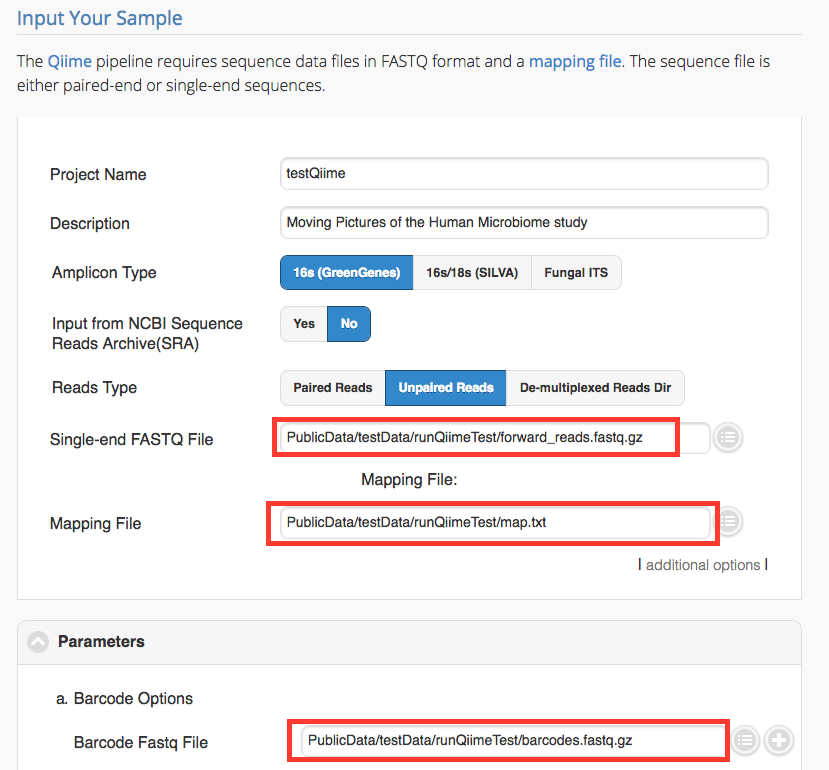 Input Your Sample
The Qiime pipeline requires sequence data files in FASTQ format and a mapping file. The sequence file is
either paired-end or single-end sequences.
Project Name testQiime
Description Moving Pictures of the Human Microbiome study
Amplicon Type 16s (GreenGenes) 16s/18s (SILVA) Fungal ITS
Input from NCBI Sequence Yes No
Reads Archive(SRA)
Reads Type Paired Reads Unpaired Reads De-multiplexed Reads Dir
Single-end FASTQ File PublicData/testData/runQiimeTest/forward_reads.fastq.gz
Mapping File:
Mapping File PublicData/testData/runQiimeTest/map.txt
| additional options |
Parameters
a. Barcode Options
Barcode Fastq File PublicData/testData/runQiimeTest/barcodes.fastq.gz